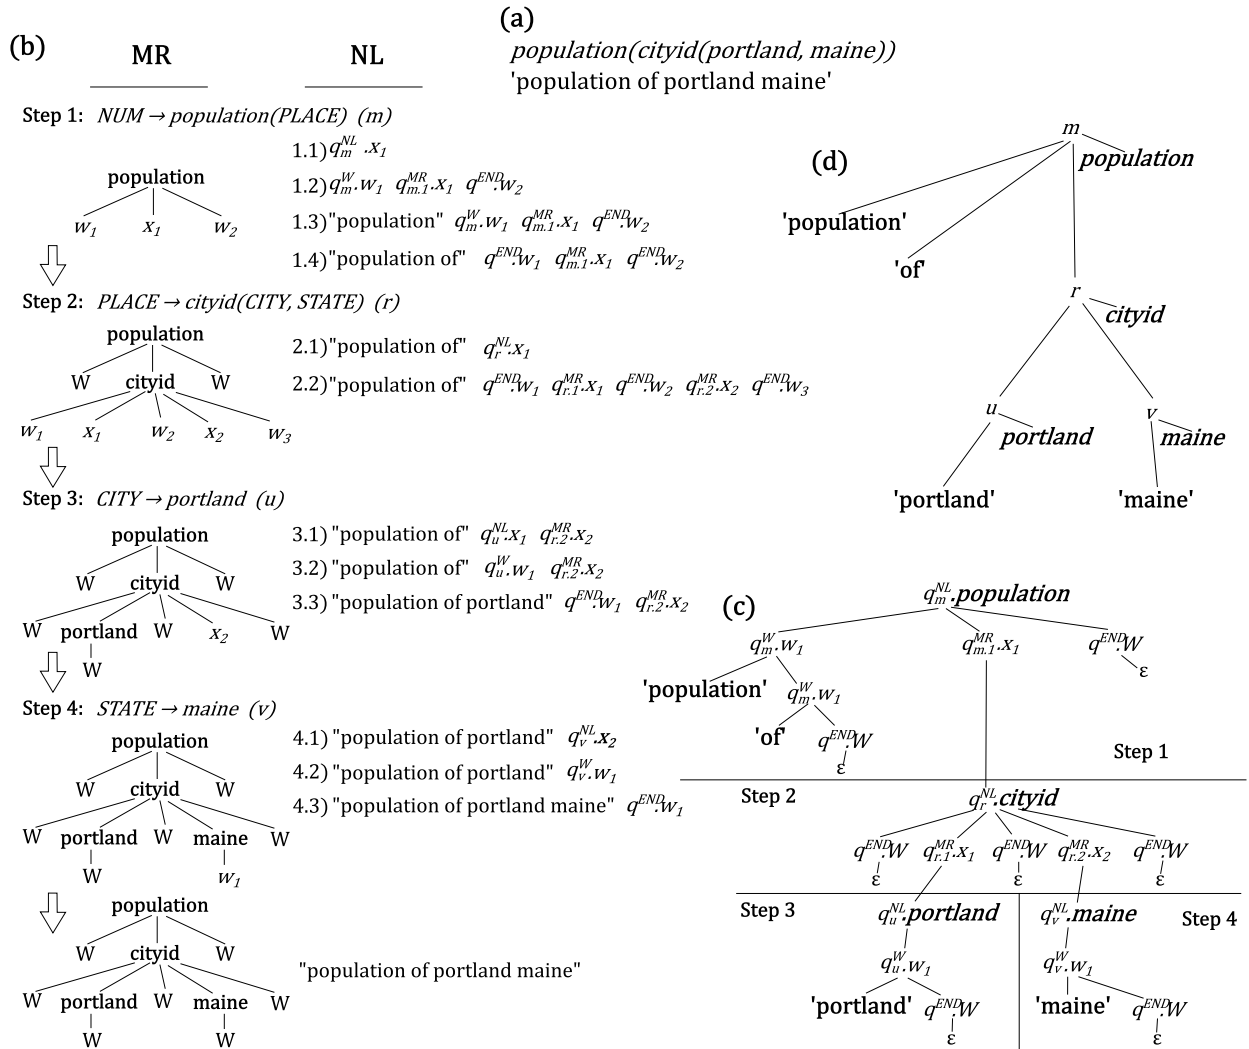 (a)
population(cityid(portland, maine))
'population of portland maine'
(b)
MR NL
Step 1: NUM → population(PLACE) (m)
1.1) q_m^NL .x_1
population
1.2) q_m^W.w_1 q_m.1^MR.x_1 q^END.w_2
w_1 x_1 w_2
1.3) "population" q_m^W.w_1 q_m.1^MR.x_1 q^END.w_2
1.4) "population of" q^END.w_1 q_m.1^MR.x_1 q^END.w_2
Step 2: PLACE → cityid(CITY, STATE) (r)
population
2.1) "population of" q_r^NL.x_1
W cityid W
2.2) "population of" q^END.w_1 q_r.1^MR.x_1 q^END.w_2 q_r.2^MR.x_2 q^END.w_3
w_1 x_1 w_2 x_2 w_3
Step 3: CITY → portland (u)
population
3.1) "population of" q_u^NL.x_1 q_r.2^MR.x_2
W cityid W
3.2) "population of" q_u^W.w_1 q_r.2^MR.x_2
3.3) "population of portland" q^END.w_1 q_r.2^MR.x_2
W portland W x_2 W
W
Step 4: STATE → maine (v)
population
4.1) "population of portland" q_v^NL.x_2
4.2) "population of portland" q_v^W.w_1
W cityid W
4.3) "population of portland maine" q^END.w_1
W portland W maine W
W w_1
population
W cityid W
"population of portland maine"
W portland W maine W
W W
(d)
m
population
'population'
'of'
r
cityid
u v
portland maine
'portland' 'maine'
(c)
q_m^NL.population
q_m^W.w_1 q_m.1^MR.x_1 q^END.W
ε
'population' q_m^W.w_1
'of' q^END.W
ε
Step 1
Step 2
q_r^NL.cityid
q^END.W q_r.1^MR.x_1 q^END.W q_r.2^MR.x_2 q^END.W
ε ε ε
Step 3 q_u^NL.portland q_v^NL.maine Step 4
q_u^W.w_1 q_v^W.w_1
'portland' q^END.W 'maine' q^END.W
ε ε